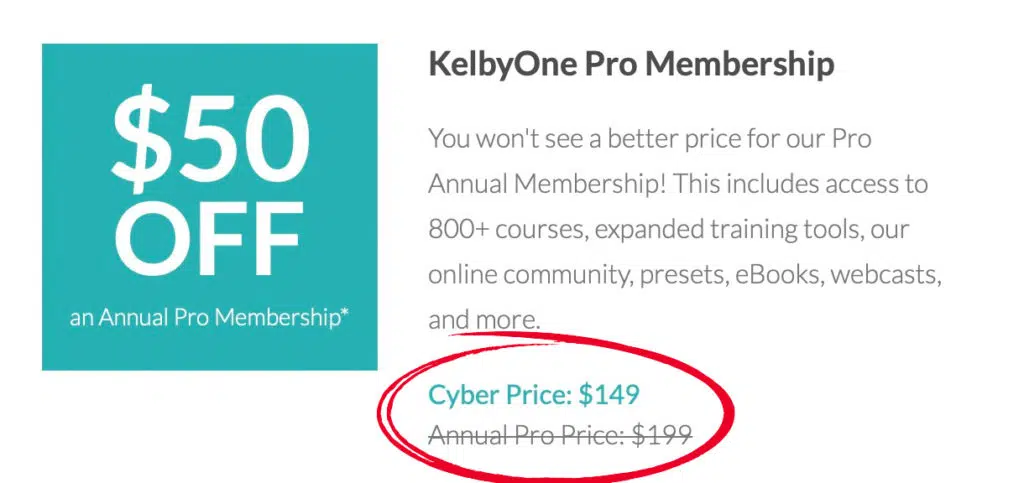 $50
OFF
an Annual Pro Membership*
KelbyOne Pro Membership
You won't see a better price for our Pro
Annual Membership! This includes access to
800+ courses, expanded training tools, our
online community, presets, eBooks, webcasts,
and more.
Cyber Price: $149
Annual Pro Price: $199